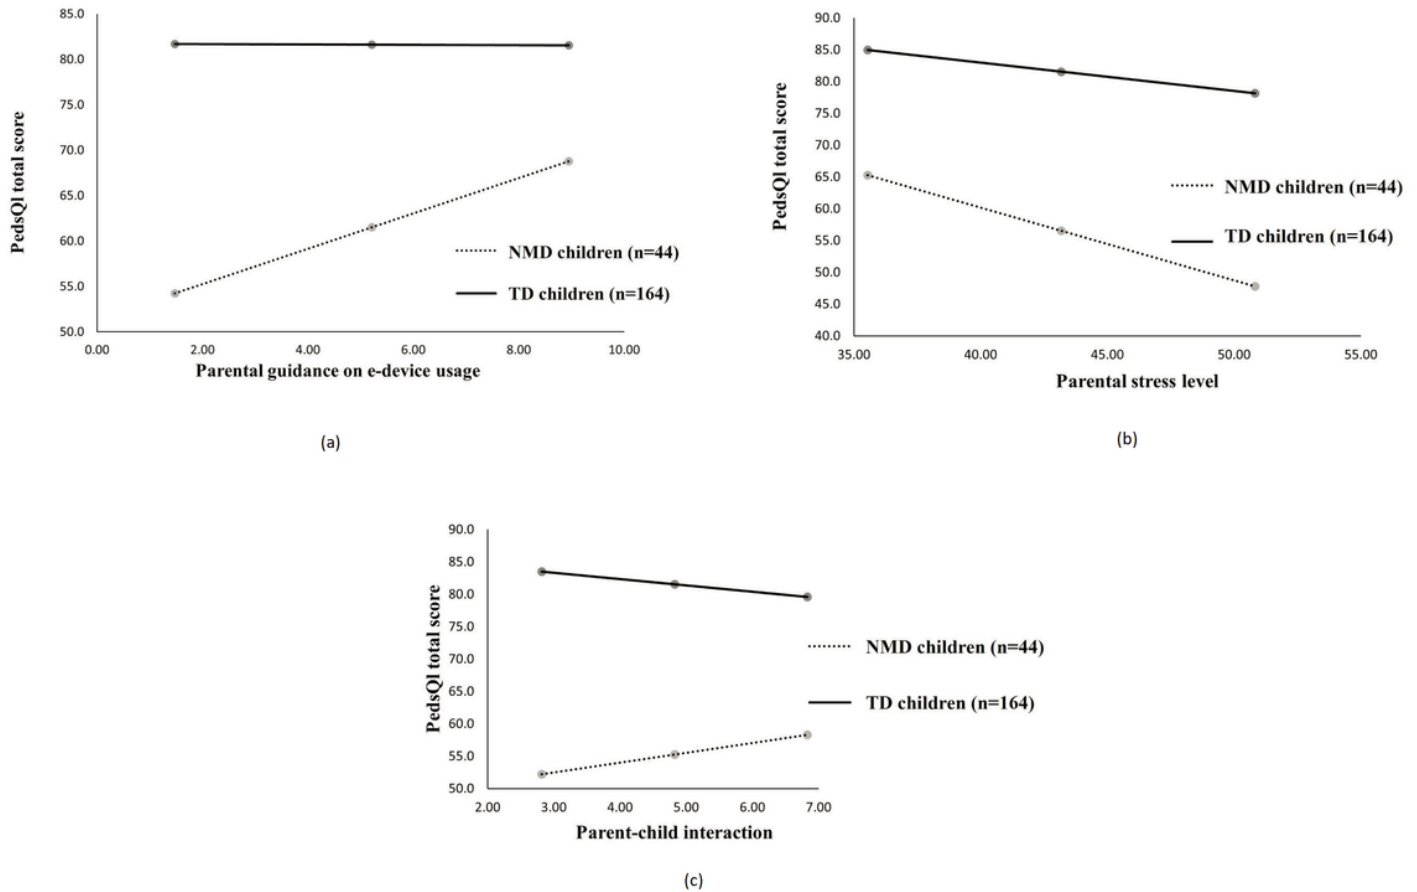 85.0
80.0
75.0
70.0
65.0
60.0
55.0
50.0
PedsQl total score
0.00 2.00 4.00 6.00 8.00 10.00
Parental guidance on e-device usage
NMD children (n=44)
TD children (n=164)
(a)
90.0
85.0
80.0
75.0
70.0
65.0
60.0
55.0
50.0
45.0
40.0
PedsQl total score
35.00 40.00 45.00 50.00 55.00
Parental stress level
NMD children (n=44)
TD children (n=164)
(b)
90.0
85.0
80.0
75.0
70.0
65.0
60.0
55.0
50.0
PedsQl total score
2.00 3.00 4.00 5.00 6.00 7.00
Parent-child interaction
NMD children (n=44)
TD children (n=164)
(c)